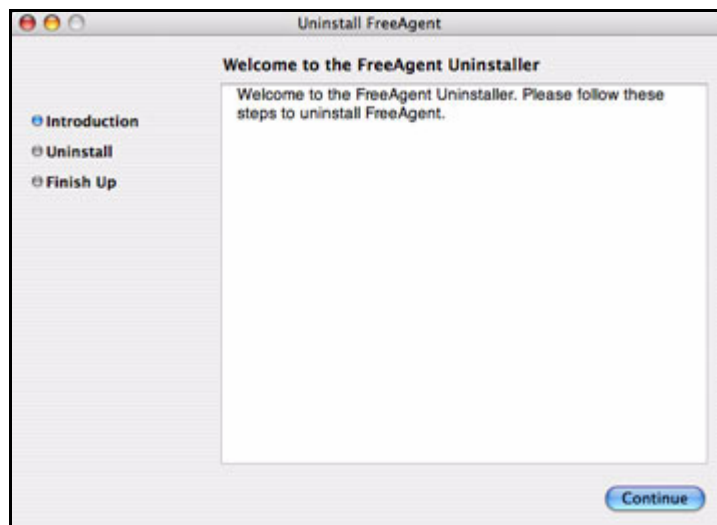 Uninstall FreeAgent
Welcome to the FreeAgent Uninstaller
Introduction
Uninstall
Finish Up
Welcome to the FreeAgent Uninstaller. Please follow these
steps to uninstall FreeAgent.
Continue